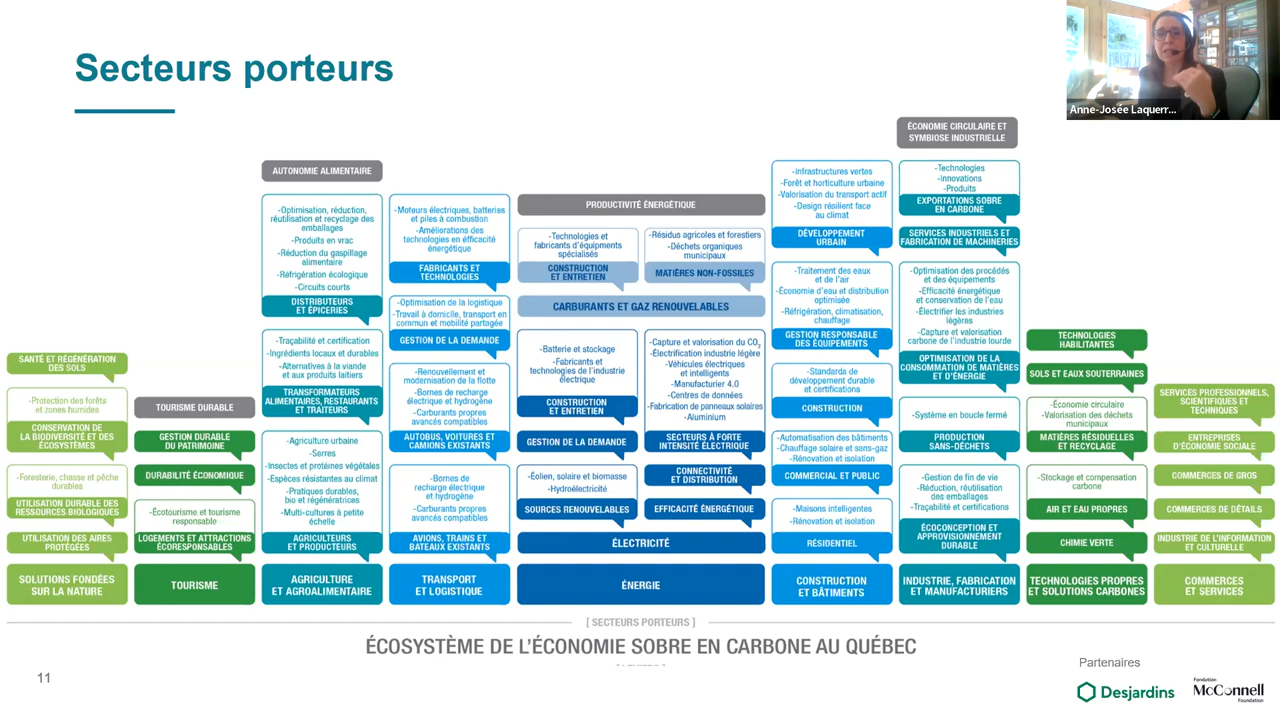 Secteurs porteurs
Anne-Josée Laquerr...
SANTÉ ET RÉGÉNÉRATION
DES SOLS
-Protection des forêts
et zones humides
CONSERVATION DE
LA BIODIVERSITÉ ET DES
ÉCOSYSTÈMES
-Foresterie, chasse et pêche
durables
UTILISATION DURABLE DES
RESSOURCES BIOLOGIQUES
UTILISATION DES AIRES
PROTÉGÉES
SOLUTIONS FONDÉES
SUR LA NATURE
TOURISME DURABLE
GESTION DURABLE
DU PATRIMOINE
DURABILITÉ ÉCONOMIQUE
-Écotourisme et tourisme
responsable
LOGEMENTS ET ATTRACTIONS
ÉCORESPONSABLES
TOURISME
AUTONOMIE ALIMENTAIRE
-Optimisation, réduction,
réutilisation et recyclage des
emballages
-Produits en vrac
-Réduction du gaspillage
alimentaire
-Réfrigération écologique
-Circuits courts
DISTRIBUTEURS
ET ÉPICERIES
-Traçabilité et certification
-Ingrédients locaux et durables
-Alternatives à la viande
et aux produits laitiers
TRANSFORMATEURS
ALIMENTAIRES, RESTAURANTS
ET TRAITEURS
-Agriculture urbaine
-Serres
-Insectes et protéines végétales
-Espèces résistantes au climat
-Pratiques durables,
bio et régénératrices
-Multi-cultures à petite
échelle
AGRICULTEURS
ET PRODUCTEURS
AGRICULTURE
ET AGROALIMENTAIRE
-Moteurs électriques, batteries
et piles à combustion
-Améliorations des
technologies en éfficacité
énergétique
FABRICANTS ET
TECHNOLOGIES
-Optimisation de la logistique
-Travail à domicile, transport en
commun et mobilité partagée
GESTION DE LA DEMANDE
-Renouvellement et
modernisation de la flotte
-Bornes de recharge
électrique et hydrogène
-Carburants propres
avancés compatibles
AUTOBUS, VOITURES ET
CAMIONS EXISTANTS
-Bornes de
recharge électrique
et hydrogène
-Carburants propres
avancés compatibles
AVIONS, TRAINS ET
BATEAUX EXISTANTS
TRANSPORT
ET LOGISTIQUE
PRODUCTIVITÉ ÉNERGÉTIQUE
-Technologies et
fabricants d'équipments
spécialisés
CONSTRUCTION
ET ENTRETIEN
-Résidus agricoles et forestiers
-Déchets organiques
municipaux
MATIÈRES NON-FOSSILES
CARBURANTS ET GAZ RENOUVELABLES
-Batterie et stockage
-Fabricants et
technologies de l'industrie
électrique
CONSTRUCTION
ET ENTRETIEN
GESTION DE LA DEMANDE
-Éolien, solaire et biomasse
-Hydroélectricité
SOURCES RENOUVELABLES
-Capture et valorisation du CO2
-Électrification industrie légère
-Véhicules électriques
et intelligents
-Manufacturier 4.0
-Centres de données
-Fabrication de panneaux solaires
-Aluminium
SECTEURS À FORTE
INTENSITÉ ÉLECTRIQUE
CONNECTIVITÉ
ET DISTRIBUTION
EFFICACITÉ ÉNERGÉTIQUE
ÉLECTRICITÉ
ÉNERGIE
-Infrastructures vertes
-Forêt et horticulture urbaine
-Valorisation du transport actif
-Design résilient face
au climat
DÉVELOPPEMENT
URBAIN
-Traitement des eaux
et de l'air
-Économie d'eau et distribution
optimisée
-Réfrigération, climatisation,
chauffage
GESTION RESPONSABLE
DES ÉQUIPEMENTS
-Standards de
développement durable
et certifications
CONSTRUCTION
-Automatisation des bâtiments
-Chauffage solaire et sans-gaz
-Rénovation et isolation
COMMERCIAL ET PUBLIC
-Maisons intelligentes
-Rénovation et isolation
RÉSIDENTIEL
CONSTRUCTION
ET BÂTIMENTS
ÉCONOMIE CIRCULAIRE ET
SYMBIOSE INDUSTRIELLE
-Technologies
-innovations
-Produits
EXPORTATIONS SOBRE
EN CARBONE
SERVICES INDUSTRIELS ET
FABRICATION DE MACHINERIES
-Optimisation des procédés
et des équipements
-Efficacité énergétique
et conservation de l'eau
-Électrifier les industries
légères
-Capture et valorisation
carbone de l'industrie lourde
OPTIMISATION DE LA
CONSOMMATION DE MATIÈRES
ET D'ÉNERGIE
-Système en boucle fermé
PRODUCTION
SANS-DÉCHETS
-Gestion de fin de vie
-Réduction, réutilisation
des emballages
-Traçabilité et certifications
ÉCOCONCEPTION ET
APPROVISIONNEMENT
DURABLE
INDUSTRIE, FABRICATION
ET MANUFACTURIERS
TECHNOLOGIES
HABILITANTES
SOLS ET EAUX SOUTERRAINES
-Économie circulaire
-Valorisation des déchets
municipaux
MATIÈRES RÉSIDUELLES
ET RECYCLAGE
-Stockage et compensation
carbone
AIR ET EAU PROPRES
CHIMIE VERTE
TECHNOLOGIES PROPRES
ET SOLUTIONS CARBONES
SERVICES PROFESSIONNELS,
SCIENTIFIQUES ET
TECHNIQUES
ENTREPRISES
D'ÉCONOMIE SOCIALE
COMMERCES DE GROS
COMMERCES DE DÉTAILS
INDUSTRIE DE L'INFORMATION
ET CULTURELLE
COMMERCES
ET SERVICES
[ SECTEURS PORTEURS ]
ÉCOSYSTÈME DE L'ÉCONOMIE SOBRE EN CARBONE AU QUÉBEC
11
Partenaires
Desjardins
Fondation
McConnell
Foundation